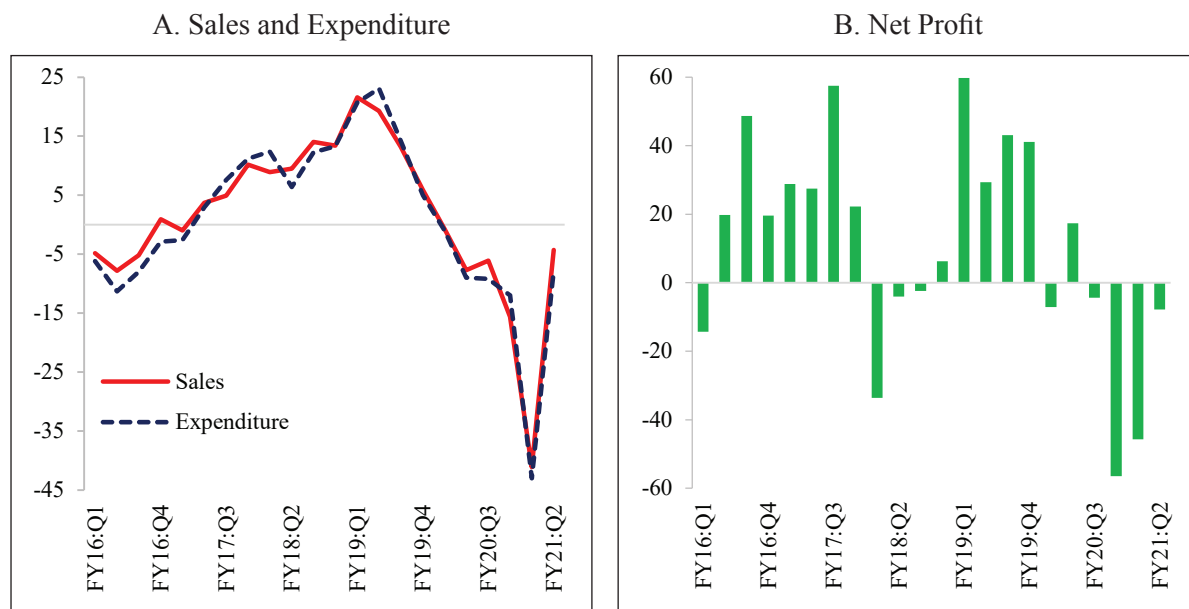 A. Sales and Expenditure
25
15
5
-5
-15
-25
-35
-45
Sales
Expenditure
FY16:Q1
FY16:Q4
FY17:Q3
FY18:Q2
FY19:Q1
FY19:Q4
FY20:Q3
FY21:Q2
B. Net Profit
60
40
20
0
-20
-40
-60
FY16:Q1
FY16:Q4
FY17:Q3
FY18:Q2
FY19:Q1
FY19:Q4
FY20:Q3
FY21:Q2